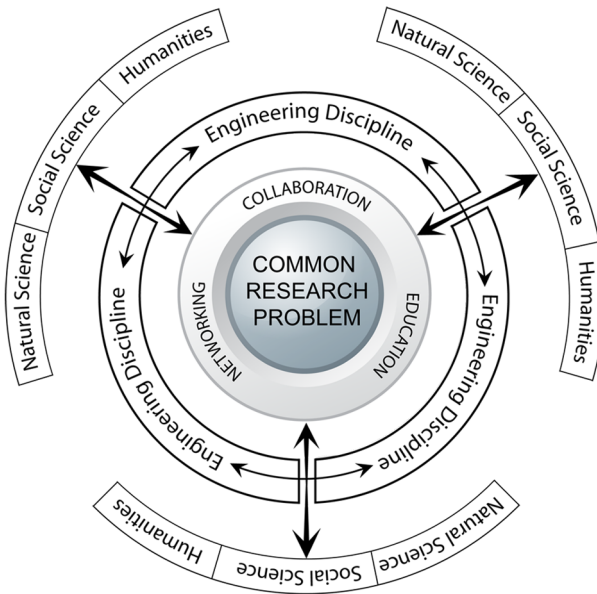 Humanities
Social Science
Natural Science
Natural Science
Social Science
Humanities
Engineering Discipline
Engineering Discipline
Engineering Discipline
COLLABORATION
NETWORKING
EDUCATION
COMMON
RESEARCH
PROBLEM
Humanities
Social Science
Natural Science